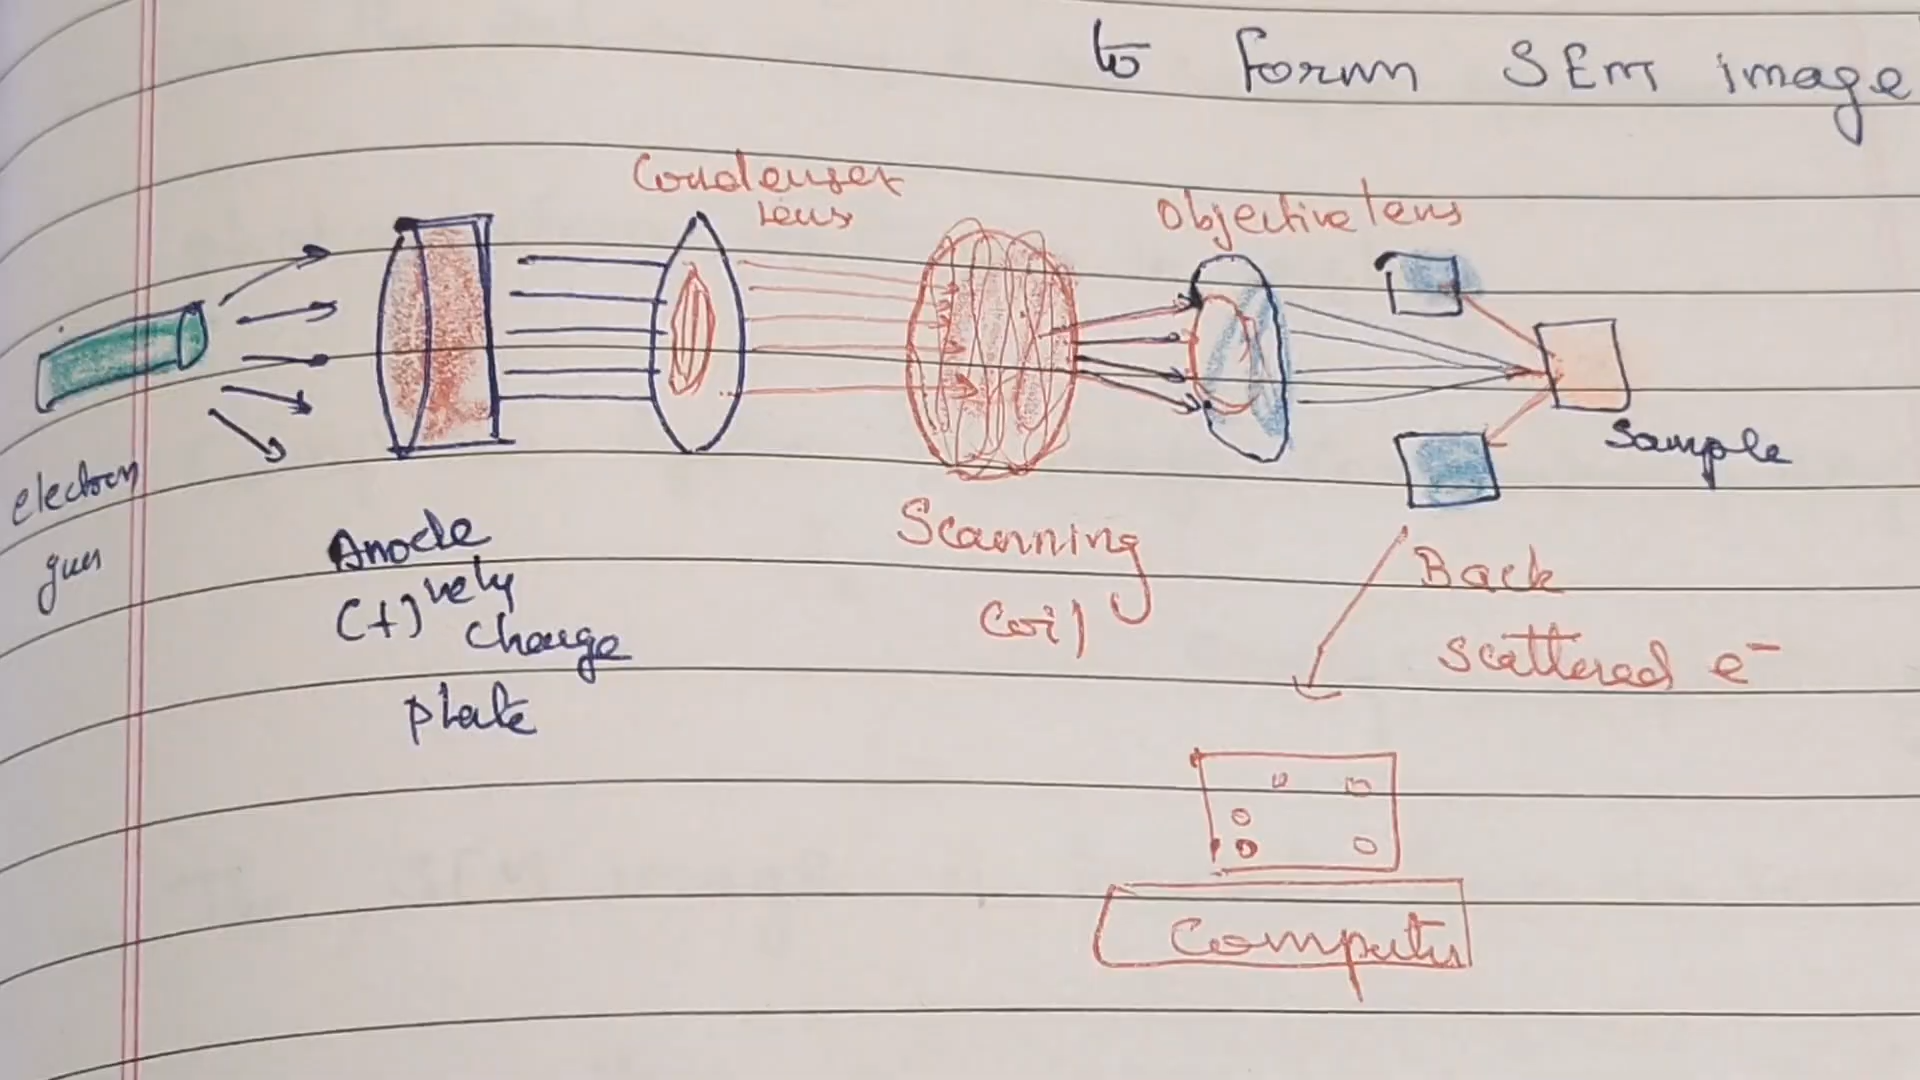 to form SEM image
Condenser
lens
Objective lens
Sample
electron
gun
Anode
(+)vely
charge
plate
Scanning
coil
Back
scattered e⁻
Computer